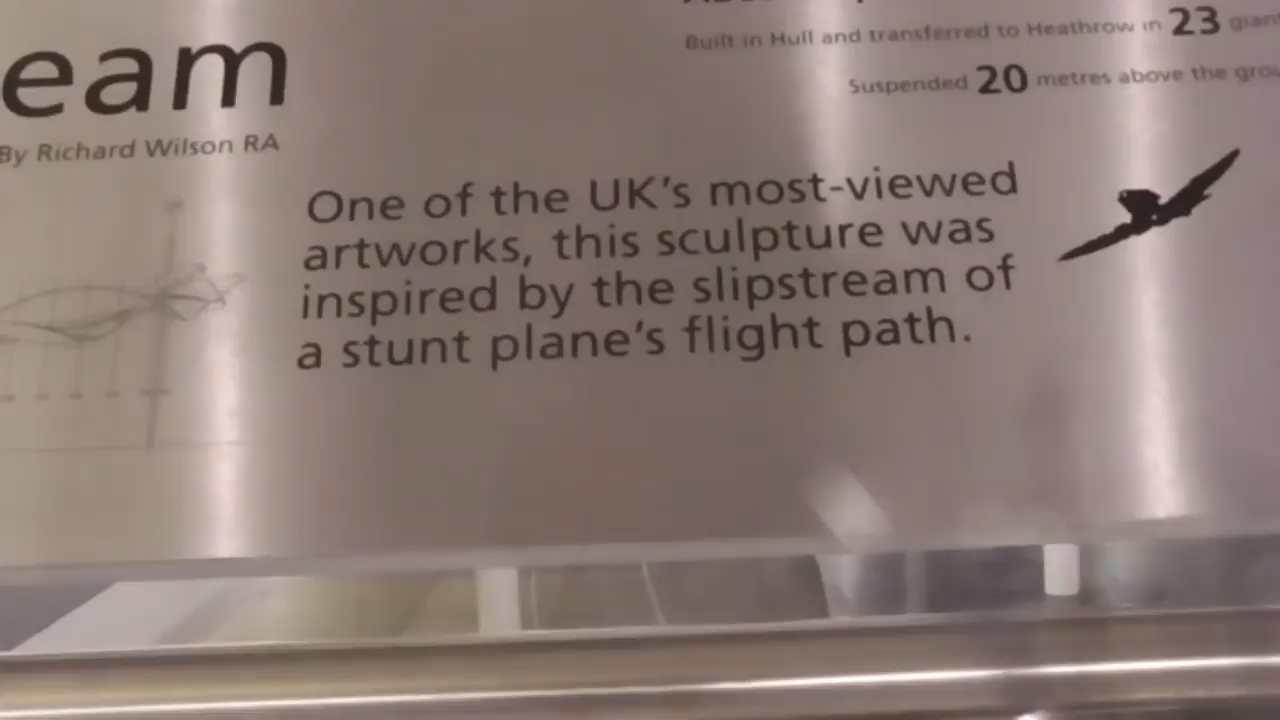 eam
By Richard Wilson RA
Built in Hull and transferred to Heathrow in 23
Suspended 20 metres above the
One of the UK's most-viewed
artworks, this sculpture was
inspired by the slipstream of
a stunt plane's flight path.